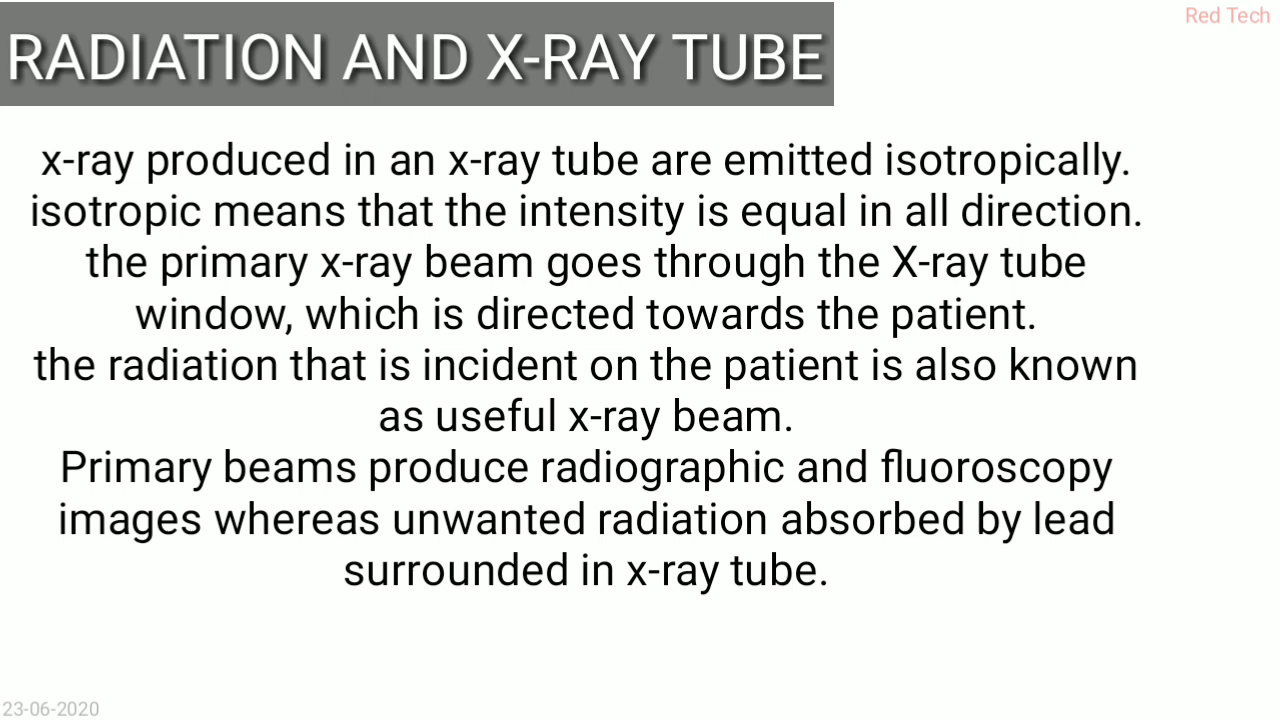 RADIATION AND X-RAY TUBE
Red Tech
x-ray produced in an x-ray tube are emitted isotropically.
isotropic means that the intensity is equal in all direction.
the primary x-ray beam goes through the X-ray tube
window, which is directed towards the patient.
the radiation that is incident on the patient is also known
as useful x-ray beam.
Primary beams produce radiographic and fluoroscopy
images whereas unwanted radiation absorbed by lead
surrounded in x-ray tube.
23-06-2020